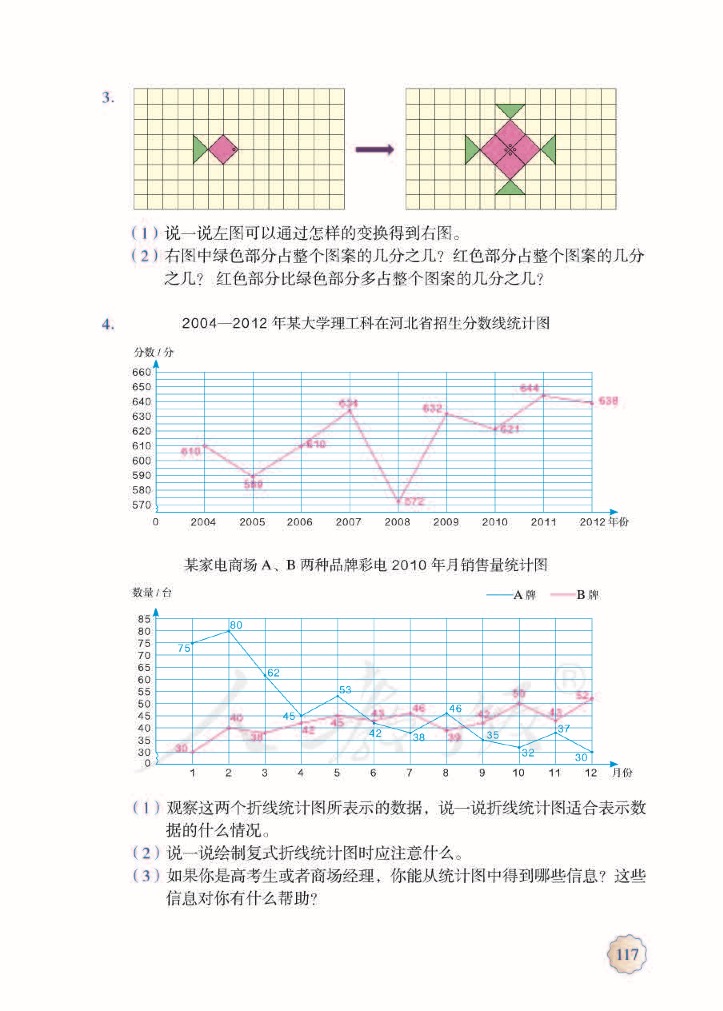 3.
(1) 说一说左图可以通过怎样的变换得到右图。
(2) 右图中绿色部分占整个图案的几分之几？红色部分占整个图案的几分
之几？ 红色部分比绿色部分多占整个图案的几分之几？
4.
2004—2012 年某大学理工科在河北省招生分数线统计图
分数 / 分
660
650
640
630
620
610
600
590
580
570
0
610
589
610
634
572
632
621
644
638
2004 2005 2006 2007 2008 2009 2010 2011 2012 年份
某家电商场 A、B 两种品牌彩电 2010 年月销售量统计图
数量 / 台
A 牌 B 牌
85
80
75
70
65
60
55
50
45
40
35
30
0
75 80 62 45 53 42 38 46 35 32 37 30
30 40 38 42 45 43 46 39 42 50 43 52
1 2 3 4 5 6 7 8 9 10 11 12 月份
(1) 观察这两个折线统计图所表示的数据，说一说折线统计图适合表示数
据的什么情况。
(2) 说一说绘制复式折线统计图时应注意什么。
(3) 如果你是高考生或者商场经理，你能从统计图中得到哪些信息？这些
信息对你有什么帮助？
117